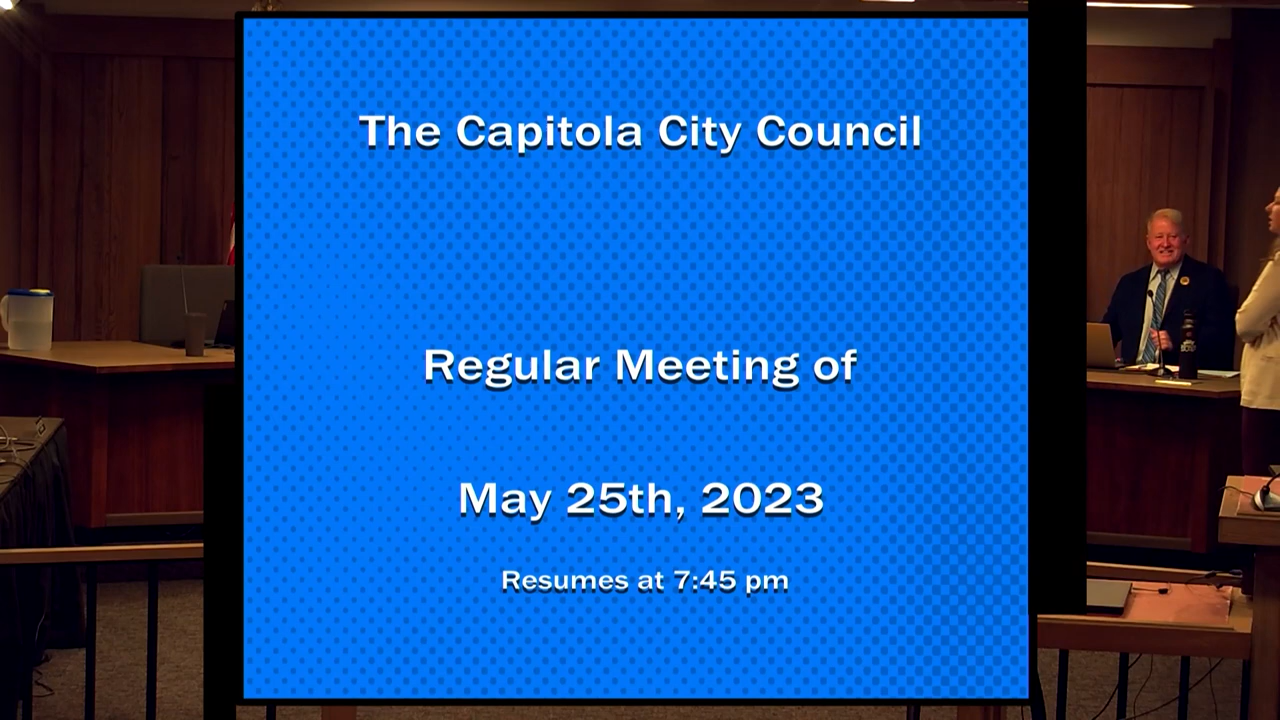 The Capitola City Council
Regular Meeting of
May 25th, 2023
Resumes at 7:45 pm